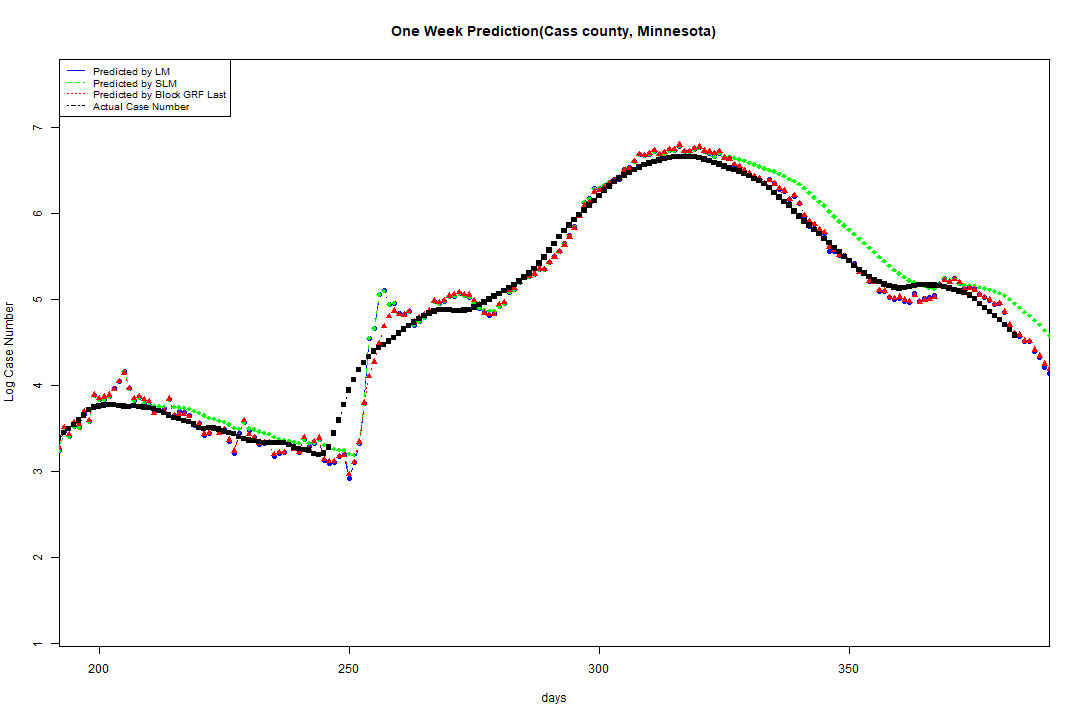 One Week Prediction(Cass county, Minnesota)
Predicted by LM
Predicted by SLM
Predicted by Block GRF Last
Actual Case Number
7
6
5
4
3
2
1
Log Case Number
200
250
300
350
days